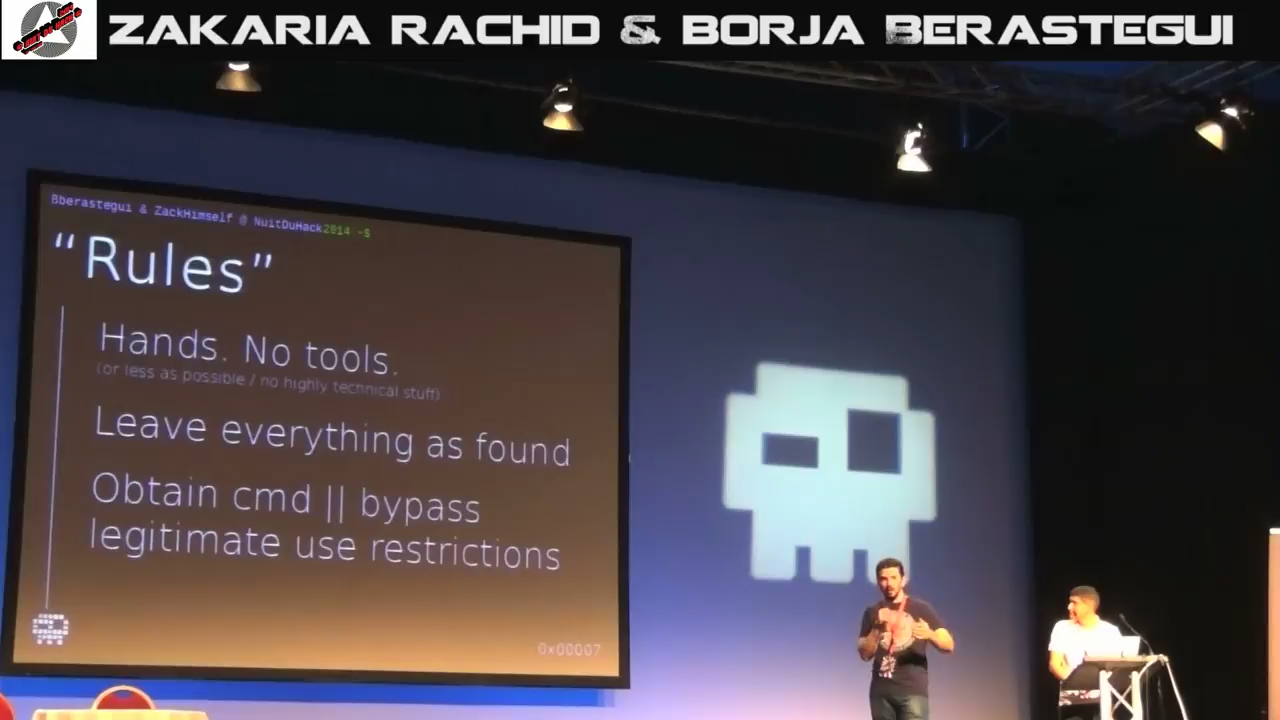 ZAKARIA RACHID & BORJA BERASTEGUI
Bberastegui & ZackHimself @ NuitDuHack2014 ~$
“Rules”
Hands. No tools.
(or less as possible / no highly technical stuff)
Leave everything as found
Obtain cmd || bypass
legitimate use restrictions
0x00007